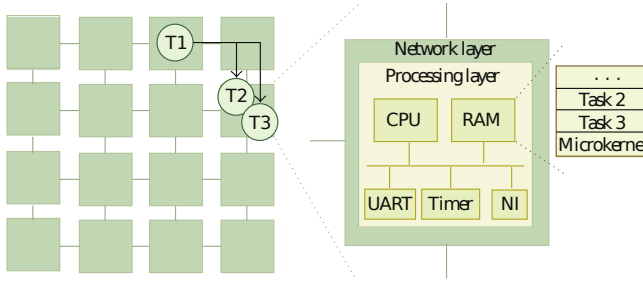 T1
T2
T3
Network layer
Processing layer
CPU
RAM
UART
Timer
NI
. . .
Task 2
Task 3
Microkerne